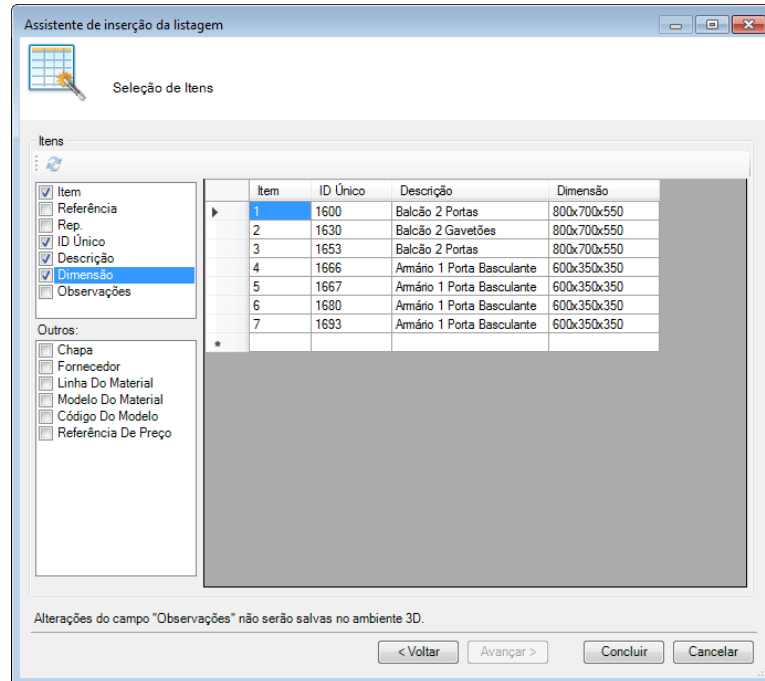 Assistente de inserção da listagem
Seleção de Itens
Itens
Item
Referência
Rep.
ID Único
Descrição
Dimensão
Observações
Outros:
Chapa
Fornecedor
Linha Do Material
Modelo Do Material
Código Do Modelo
Referência De Preço
Item ID Único Descrição Dimensão
1 1600 Balcão 2 Portas 800x700x550
2 1630 Balcão 2 Gavetões 800x700x550
3 1653 Balcão 2 Portas 800x700x550
4 1666 Armário 1 Porta Basculante 600x350x350
5 1667 Armário 1 Porta Basculante 600x350x350
6 1680 Armário 1 Porta Basculante 600x350x350
7 1693 Armário 1 Porta Basculante 600x350x350
*
Alterações do campo "Observações" não serão salvas no ambiente 3D.
< Voltar Avançar > Concluir Cancelar